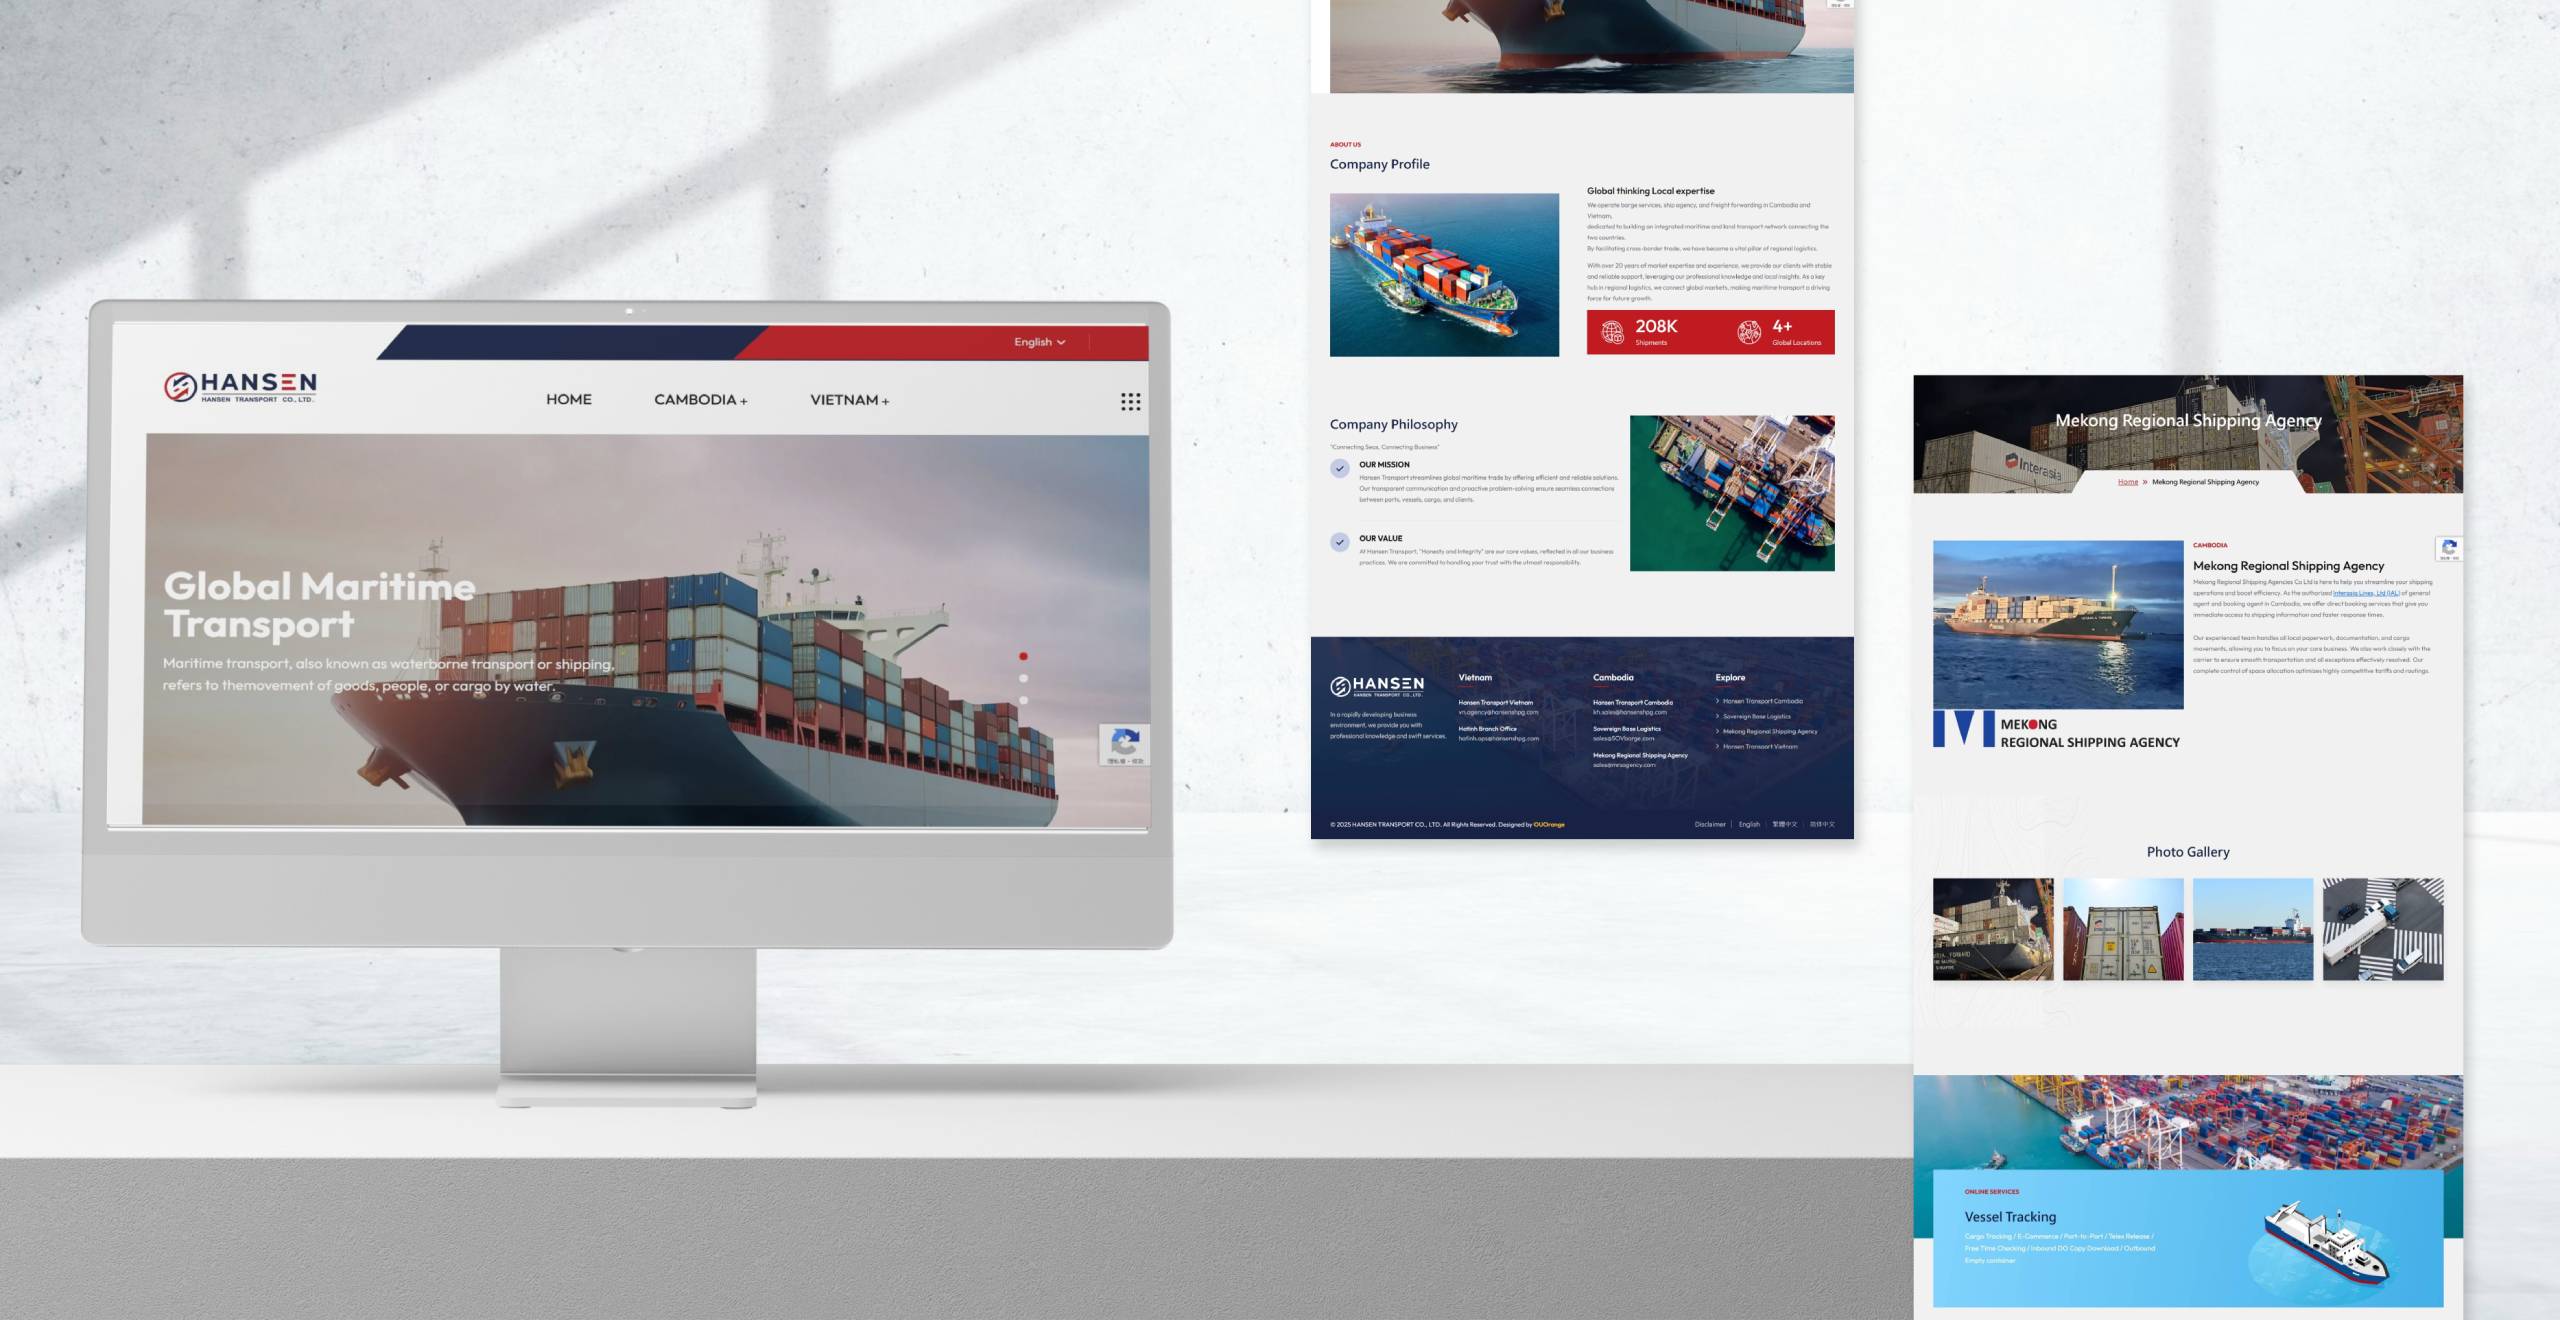 English
HANSEN
HANSEN TRANSPORT CO., LTD.
HOME
CAMBODIA +
VIETNAM +
Global Maritime
Transport
Maritime transport, also known as waterborne transport or shipping,
refers to themovement of goods, people, or cargo by water.
ABOUT US
Company Profile
Global thinking Local expertise
We operate barge services, ship agency, and freight forwarding in Cambodia and
Vietnam,
dedicated to building an integrated maritime and land transport network connecting the
two countries.
By facilitating cross-border trade, we have become a vital pillar of regional logistics.
With over 20 years of market expertise and experience, we provide our clients with stable
and reliable support, leveraging our professional knowledge and local insights. As a key
hub in regional logistics, we connect global markets, making maritime transport a driving
force for future growth.
208K
Shipments
4+
Global Locations
Company Philosophy
"Connecting Seas, Connecting Business"
OUR MISSION
Hansen Transport streamlines global maritime trade by offering efficient and reliable solutions.
Our transparent communication and proactive problem-solving ensure seamless connections
between ports, vessels, cargo, and clients.
OUR VALUE
At Hansen Transport, "Honesty and Integrity" are our core values, reflected in all our business
practices. We are committed to handling your trust with the utmost responsibility.
HANSEN
HANSEN TRANSPORT CO., LTD.
In a rapidly developing business
environment, we provide you with
professional knowledge and swift services.
Vietnam
Hansen Transport Vietnam
vn.agency@hansenshpg.com
Hatinh Branch Office
hatinh.ops@hansenshpg.com
Cambodia
Hansen Transport Cambodia
kh.sales@hansenshpg.com
Sovereign Base Logistics
sales@SOVbarge.com
Mekong Regional Shipping Agency
sales@mrsagency.com
Explore
Hansen Transport Cambodia
Sovereign Base Logistics
Mekong Regional Shipping Agency
Hansen Transport Vietnam
© 2025 HANSEN TRANSPORT CO., LTD. All Rights Reserved. Designed by OUOrange
Disclaimer | English | 繁體中文 | 简体中文
Mekong Regional Shipping Agency
Interasia
Home » Mekong Regional Shipping Agency
CAMBODIA
Mekong Regional Shipping Agency
Mekong Regional Shipping Agencies Co Ltd is here to help you streamline your shipping
operations and boost efficiency. As the authorized Interasia Lines, Ltd (IAL) of general
agent and booking agent in Cambodia, we offer direct booking services that give you
immediate access to shipping information and faster response times.
Our experienced team handles all local paperwork, documentation, and cargo
movements, allowing you to focus on your core business. We also work closely with the
carrier to ensure smooth transportation and all exceptions effectively resolved. Our
complete control of space allocation optimizes highly competitive tariffs and routings.
MEKONG
REGIONAL SHIPPING AGENCY
Photo Gallery
ONLINE SERVICES
Vessel Tracking
Cargo Tracking / E-Commerce / Port-to-Port / Telex Release /
Free Time Checking / Inbound DO Copy Download / Outbound
Empty container